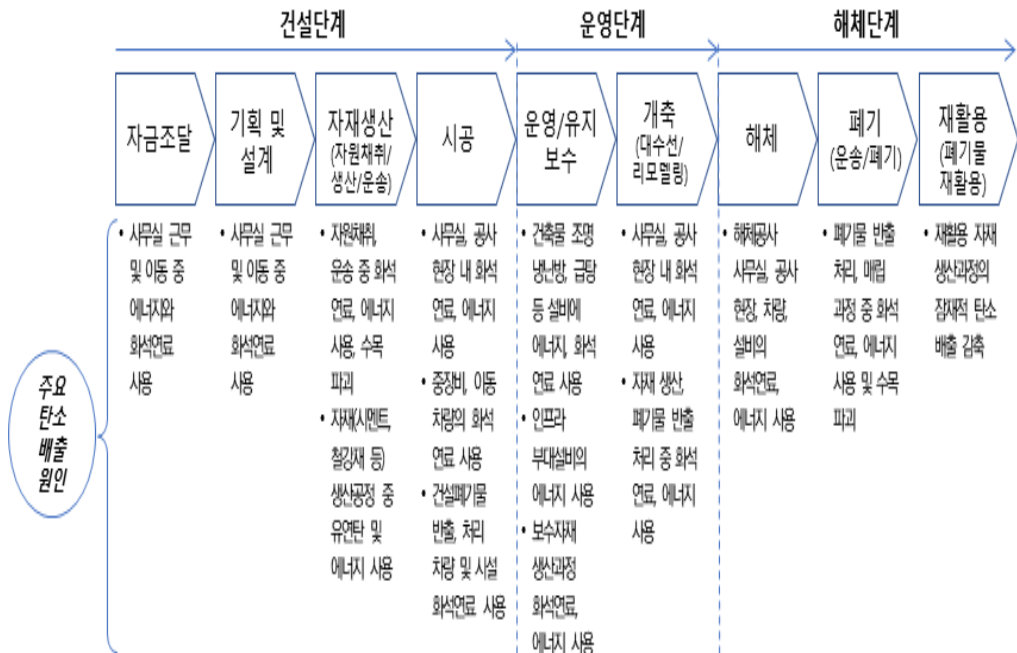 건설단계
운영단계
해체단계
자금조달
기획 및
설계
자재생산
(자원채취/
생산/운송)
시공
운영/유지
보수
개축
(대수선/
리모델링)
해체
폐기
(운송/폐기)
재활용
(폐기물
재활용)
주요
탄소
배출
원인
• 사무실 근무
및 이동 중
에너지와
화석연료
사용
• 사무실 근무
및 이동 중
에너지와
화석연료
사용
• 자원채취,
운송 중 화석
연료, 에너지
사용, 수목
파괴
• 자재(시멘트,
철강재 등)
생산공정 중
유연탄 및
에너지 사용
• 사무실, 공사
현장 내 화석
연료, 에너지
사용
• 중장비, 이동
차량의 화석
연료 사용
• 건설폐기물
반출, 처리
차량 및 시설
화석연료 사용
• 건축물 조명
냉난방, 급탕
등 설비에
에너지, 화석
연료 사용
• 인프라
부대설비의
에너지 사용
• 보수자재
생산과정
화석연료,
에너지 사용
• 사무실, 공사
현장 내 화석
연료, 에너지
사용
• 자재 생산,
폐기물 반출
처리 중 화석
연료, 에너지
사용
• 해체공사
사무실, 공사
현장, 차량,
설비의
화석연료,
에너지 사용
• 폐기물 반출
처리, 매립
과정 중 화석
연료, 에너지
사용 및 수목
파괴
• 재활용 자재
생산과정의
잠재적 탄소
배출 감축